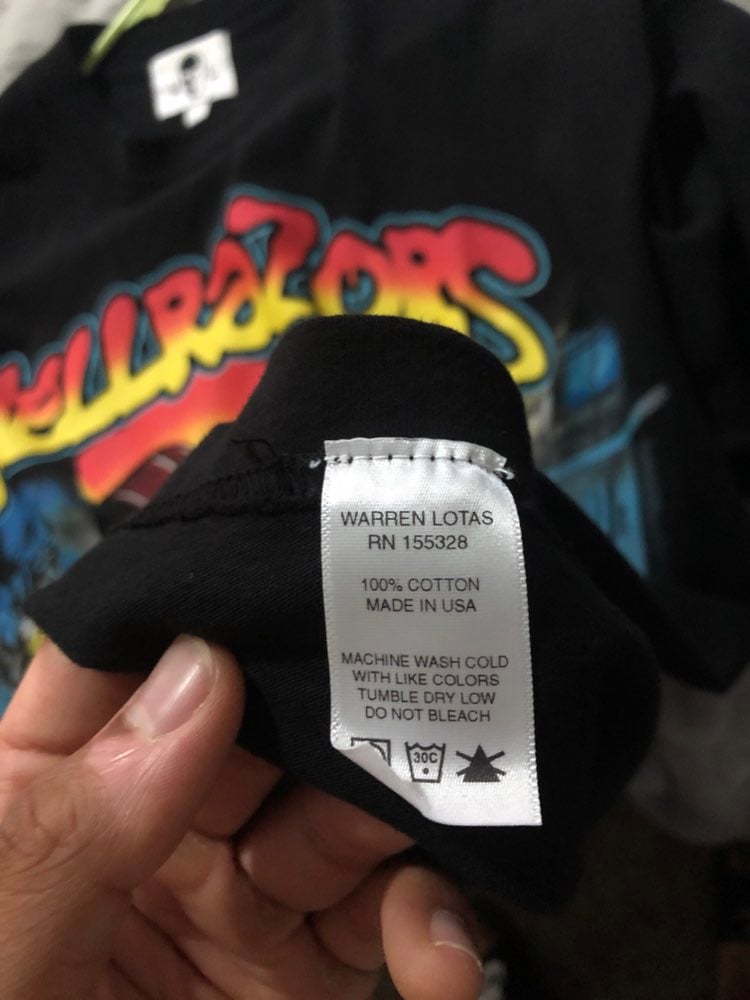 HELLRAZORS
WARREN LOTAS
RN 155328
100% COTTON
MADE IN USA
MACHINE WASH COLD
WITH LIKE COLORS
TUMBLE DRY LOW
DO NOT BLEACH
30C